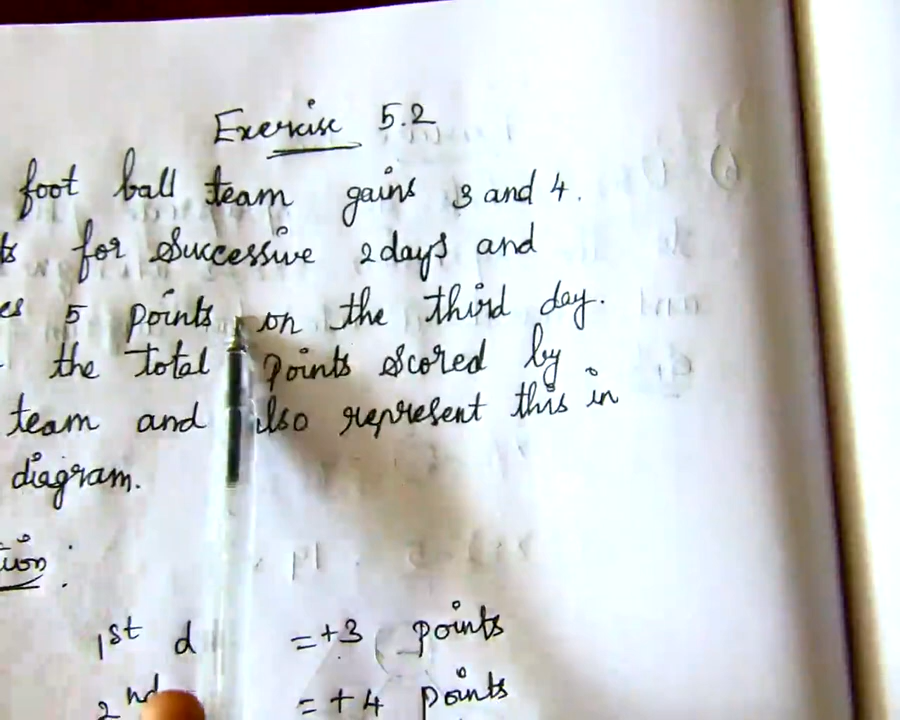 Exercise 5.2
foot ball team gains 3 and 4.
for Successive 2days and
5 points on the third day.
the total points scored by
team and also represent this in
diagram.
1st d = +3 points
2nd = +4 points